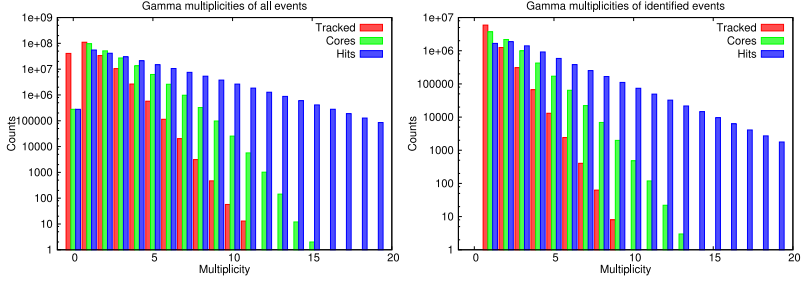 Gamma multiplicities of all events
1e+09
1e+08
1e+07
1e+06
100000
10000
1000
100
10
1
Counts
Tracked
Cores
Hits
0 5 10 15 20
Multiplicity
Gamma multiplicities of identified events
1e+07
1e+06
100000
10000
1000
100
10
1
Counts
Tracked
Cores
Hits
0 5 10 15 20
Multiplicity